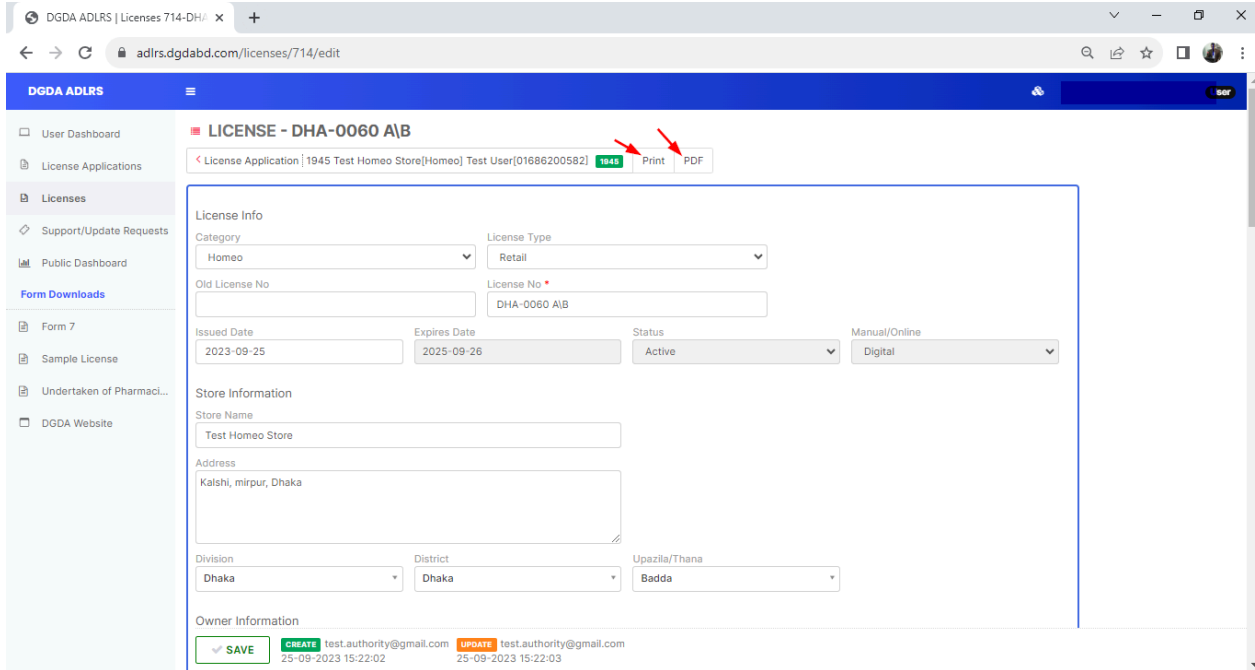 DGDA ADLRS | Licenses 714-DHA
adlrs.dgdabd.com/licenses/714/edit
DGDA ADLRS
ser
User Dashboard
License Applications
Licenses
Support/Update Requests
Public Dashboard
Form Downloads
Form 7
Sample License
Undertaken of Pharmaci...
DGDA Website
LICENSE - DHA-0060 A\B
License Application 1945 Test Homeo Store[Homeo] Test User[01686200582] 1945 Print PDF
License Info
Category License Type
Homeo Retail
Old License No License No *
DHA-0060 A\B
Issued Date Expires Date Status Manual/Online
2023-09-25 2025-09-26 Active Digital
Store Information
Store Name
Test Homeo Store
Address
Kalshi, mirpur, Dhaka
Division District Upazila/Thana
Dhaka Dhaka Badda
Owner Information
SAVE CREATE test.authority@gmail.com UPDATE test.authority@gmail.com
25-09-2023 15:22:02 25-09-2023 15:22:03